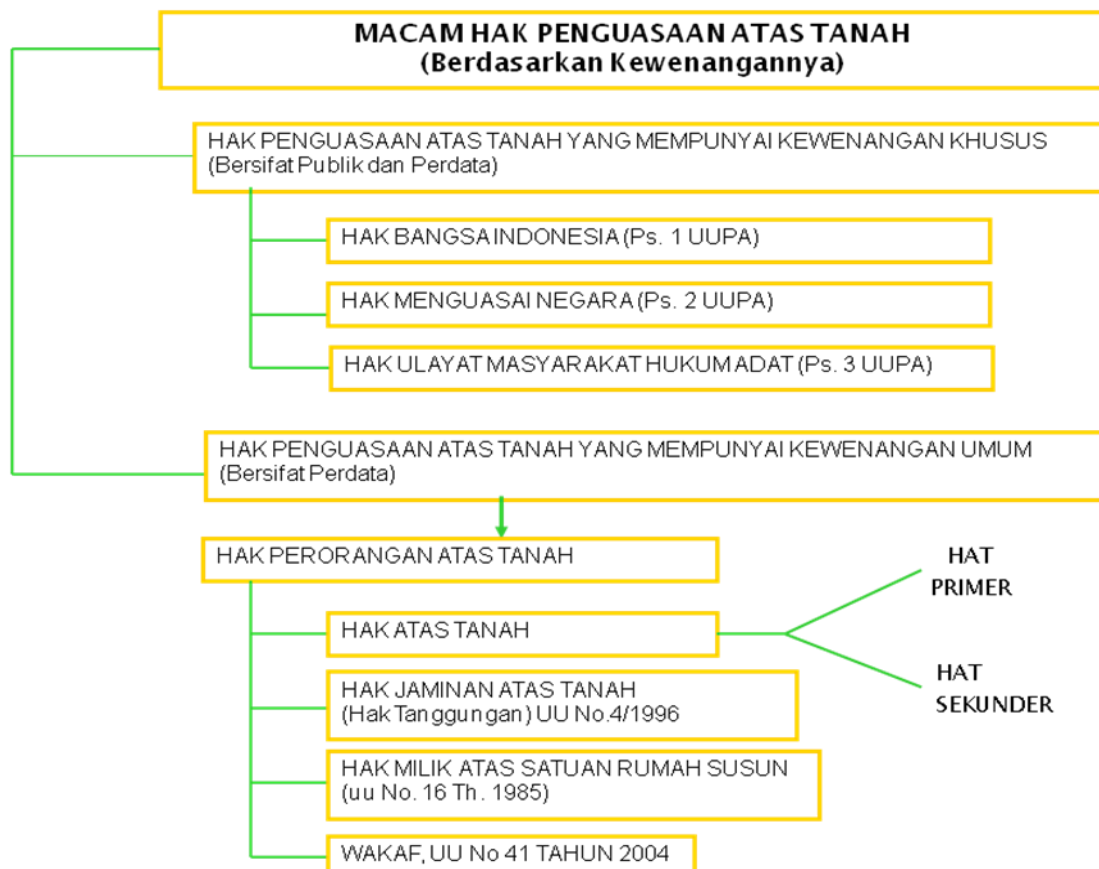 MACAM HAK PENGUASAAN ATAS TANAH
(Berdasarkan Kewenangannya)
HAK PENGUASAAN ATAS TANAH YANG MEMPUNYAI KEWENANGAN KHUSUS
(Bersifat Publik dan Perdata)
HAK BANGSA INDONESIA (Ps. 1 UUPA)
HAK MENGUASAI NEGARA (Ps. 2 UUPA)
HAK ULAYAT MASYARAKAT HUKUM ADAT (Ps. 3 UUPA)
HAK PENGUASAAN ATAS TANAH YANG MEMPUNYAI KEWENANGAN UMUM
(Bersifat Perdata)
HAK PERORANGAN ATAS TANAH
HAT
PRIMER
HAK ATAS TANAH
HAT
SEKUNDER
HAK JAMINAN ATAS TANAH
(Hak Tanggungan) UU No.4/1996
HAK MILIK ATAS SATUAN RUMAH SUSUN
(uu No. 16 Th. 1985)
WAKAF, UU No 41 TAHUN 2004